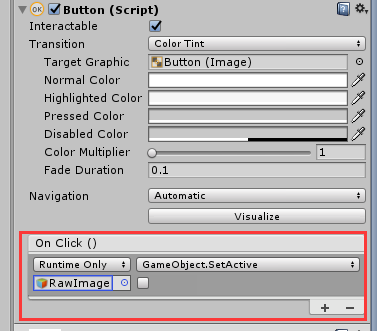 OK Button (Script)
Interactable
Transition Color Tint
Target Graphic Button (Image)
Normal Color
Highlighted Color
Pressed Color
Disabled Color
Color Multiplier 1
Fade Duration 0.1
Navigation Automatic
Visualize
On Click ()
Runtime Only GameObject.SetActive
RawImage
+ −